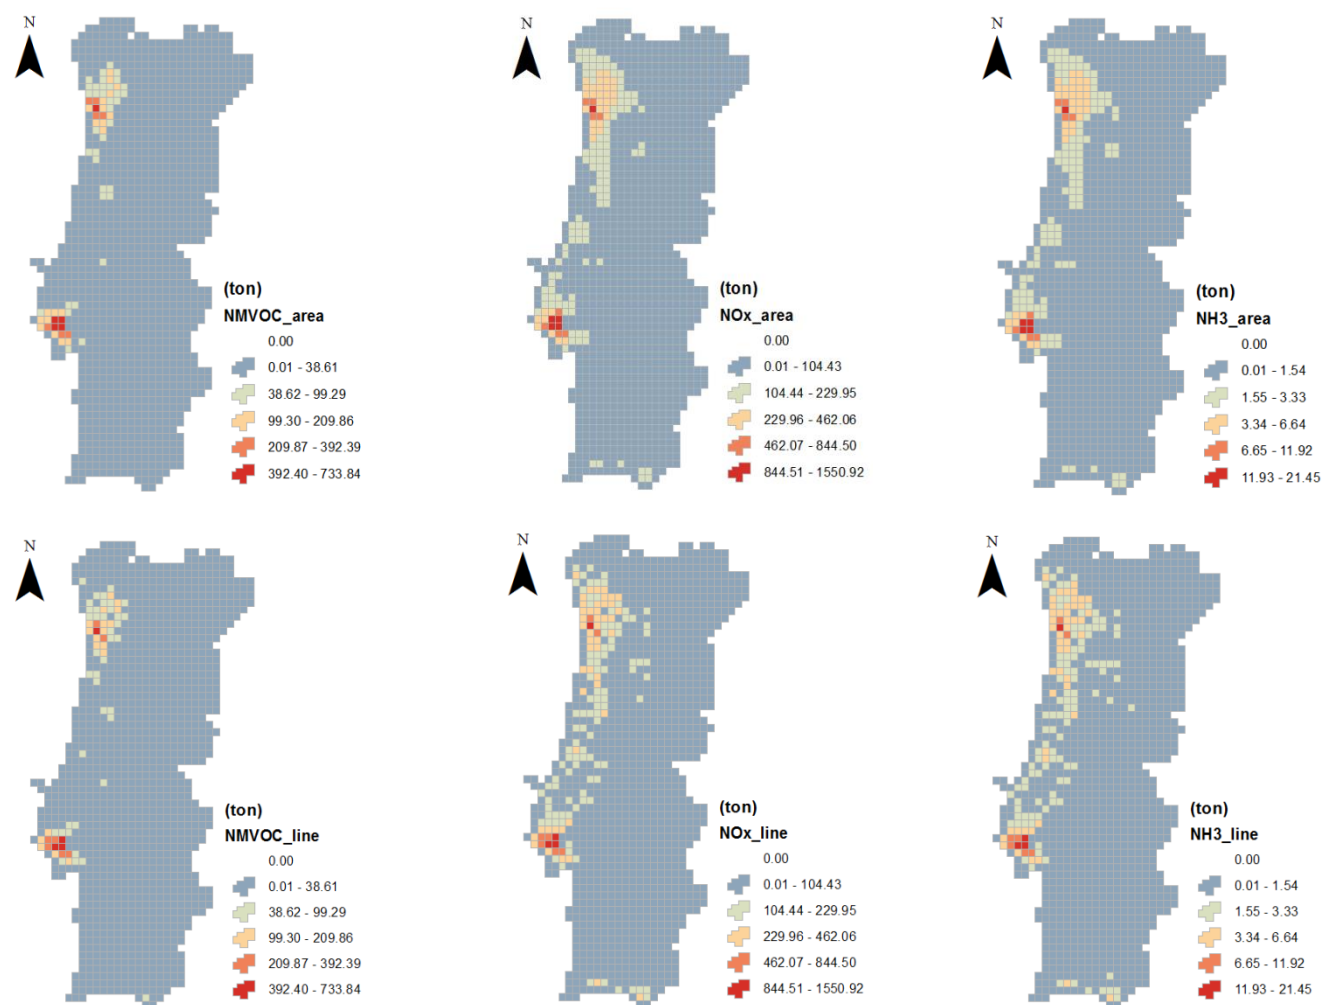 N
(ton)
NMVOC_area
0.00
0.01 - 38.61
38.62 - 99.29
99.30 - 209.86
209.87 - 392.39
392.40 - 733.84
N
(ton)
NOx_area
0.00
0.01 - 104.43
104.44 - 229.95
229.96 - 462.06
462.07 - 844.50
844.51 - 1550.92
N
(ton)
NH3_area
0.00
0.01 - 1.54
1.55 - 3.33
3.34 - 6.64
6.65 - 11.92
11.93 - 21.45
N
(ton)
NMVOC_line
0.00
0.01 - 38.61
38.62 - 99.29
99.30 - 209.86
209.87 - 392.39
392.40 - 733.84
N
(ton)
NOx_line
0.00
0.01 - 104.43
104.44 - 229.95
229.96 - 462.06
462.07 - 844.50
844.51 - 1550.92
N
(ton)
NH3_line
0.00
0.01 - 1.54
1.55 - 3.33
3.34 - 6.64
6.65 - 11.92
11.93 - 21.45